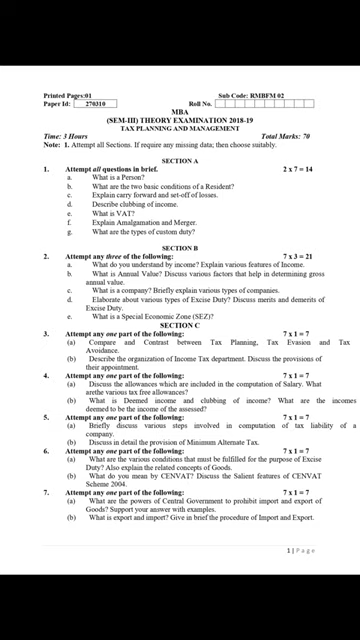 Printed Pages:01 Sub Code: RMBFM 02
Paper Id: 270310 Roll No.
MBA
(SEM-III) THEORY EXAMINATION 2018-19
TAX PLANNING AND MANAGEMENT
Time: 3 Hours Total Marks: 70
Note: 1. Attempt all Sections. If require any missing data; then choose suitably.
SECTION A
1. Attempt all questions in brief. 2 x 7 = 14
a. What is a Person?
b. What are the two basic conditions of a Resident?
c. Explain carry forward and set-off of losses.
d. Describe clubbing of income.
e. What is VAT?
f. Explain Amalgamation and Merger.
g. What are the types of custom duty?
SECTION B
2. Attempt any three of the following: 7 x 3 = 21
a. What do you understand by income? Explain various features of Income.
b. What is Annual Value? Discuss various factors that help in determining gross
annual value.
c. What is a company? Briefly explain various types of companies.
d. Elaborate about various types of Excise Duty? Discuss merits and demerits of
Excise Duty.
e. What is a Special Economic Zone (SEZ)?
SECTION C
3. Attempt any one part of the following: 7 x 1 = 7
(a) Compare and Contrast between Tax Planning, Tax Evasion and Tax
Avoidance.
(b) Describe the organization of Income Tax department. Discuss the provisions of
their appointment.
4. Attempt any one part of the following: 7 x 1 = 7
(a) Discuss the allowances which are included in the computation of Salary. What
arethe various tax free allowances?
(b) What is Deemed income and clubbing of income? What are the incomes
deemed to be the income of the assessed?
5. Attempt any one part of the following: 7 x 1 = 7
(a) Briefly discuss various steps involved in computation of tax liability of a
company.
(b) Discuss in detail the provision of Minimum Alternate Tax.
6. Attempt any one part of the following: 7 x 1 = 7
(a) What are the various conditions that must be fulfilled for the purpose of Excise
Duty? Also explain the related concepts of Goods.
(b) What do you mean by CENVAT? Discuss the Salient features of CENVAT
Scheme 2004.
7. Attempt any one part of the following: 7 x 1 = 7
(a) What are the powers of Central Government to prohibit import and export of
Goods? Support your answer with examples.
(b) What is export and import? Give in brief the procedure of Import and Export.
1 | Page